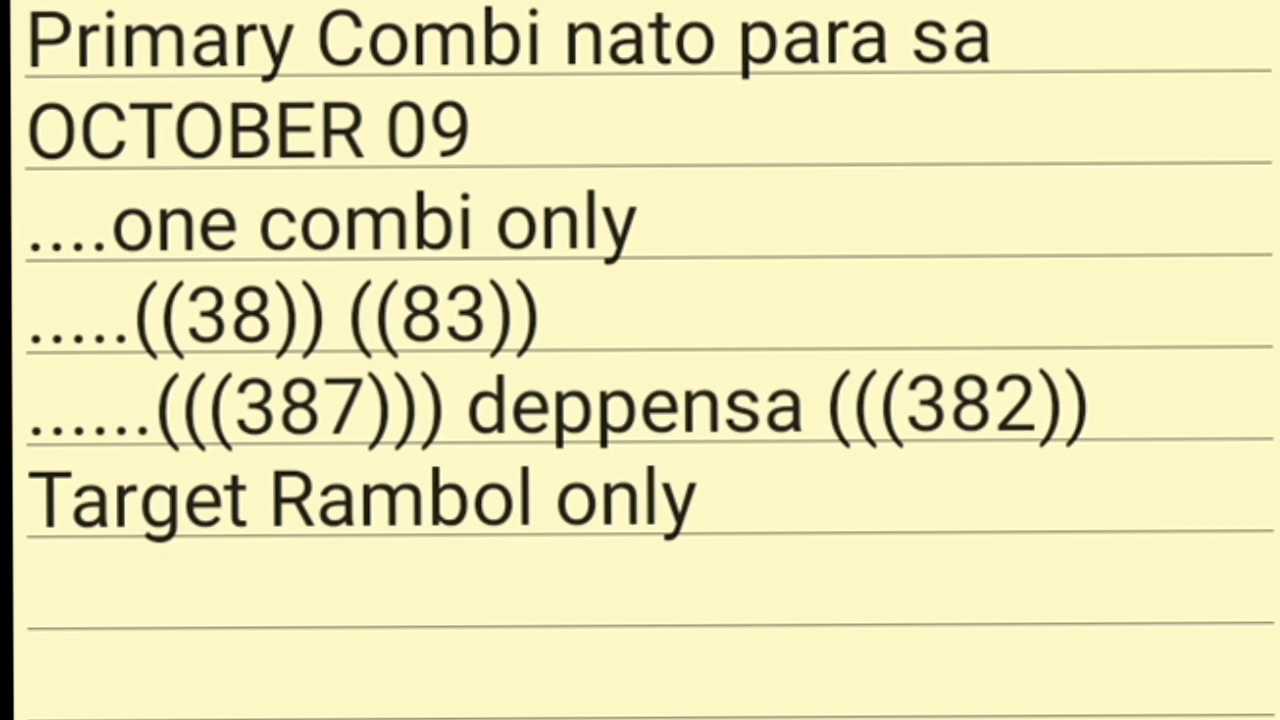 Primary Combi nato para sa
OCTOBER 09
....one combi only
.....((38)) ((83))
......(((387))) deppensa (((382))
Target Rambol only